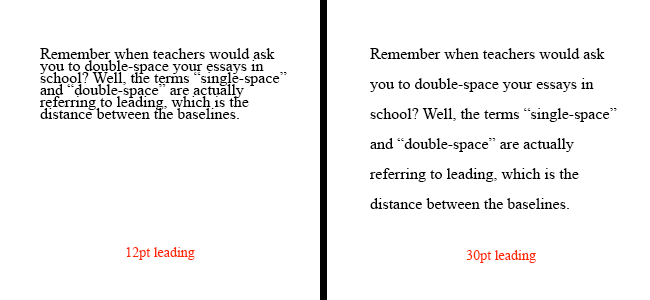 Remember when teachers would ask
you to double-space your essays in
school? Well, the terms “single-space”
and “double-space” are actually
referring to leading, which is the
distance between the baselines.
12pt leading
Remember when teachers would ask
you to double-space your essays in
school? Well, the terms “single-space”
and “double-space” are actually
referring to leading, which is the
distance between the baselines.
30pt leading